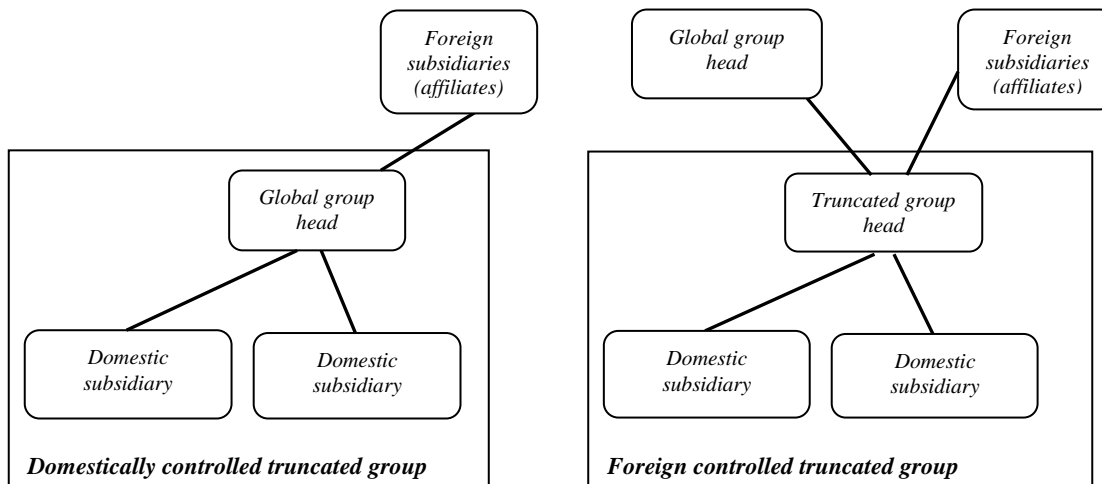 Foreign
subsidiaries
(affiliates)
Global group
head
Domestic
subsidiary
Domestic
subsidiary
Domestically controlled truncated group
Global group
head
Foreign
subsidiaries
(affiliates)
Truncated group
head
Domestic
subsidiary
Domestic
subsidiary
Foreign controlled truncated group